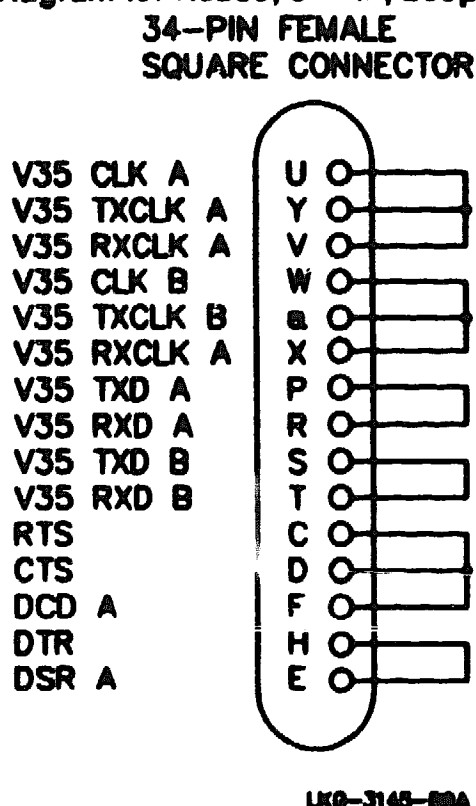 34-PIN FEMALE
SQUARE CONNECTOR
V35 CLK A U
V35 TXCLK A Y
V35 RXCLK A V
V35 CLK B W
V35 TXCLK B a
V35 RXCLK A X
V35 TXD A P
V35 RXD A R
V35 TXD B S
V35 RXD B T
RTS C
CTS D
DCD A F
DTR H
DSR A E